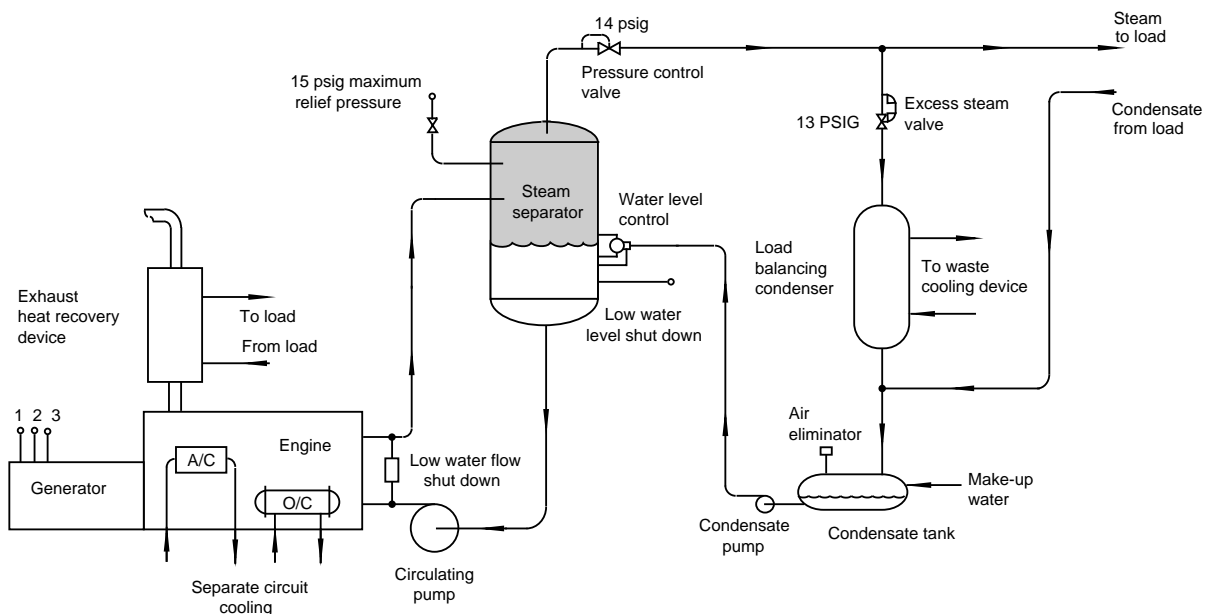 14 psig
Steam
to load
Pressure control
valve
15 psig maximum
relief pressure
13 PSIG
Excess steam
valve
Condensate
from load
Steam
separator
Water level
control
Load
balancing
condenser
To waste
cooling device
Exhaust
heat recovery
device
To load
From load
Low water
level shut down
1 2 3
Air
eliminator
Engine
A/C
Low water flow
shut down
Generator
O/C
Make-up
water
Condensate
pump
Condensate tank
Circulating
pump
Separate circuit
cooling